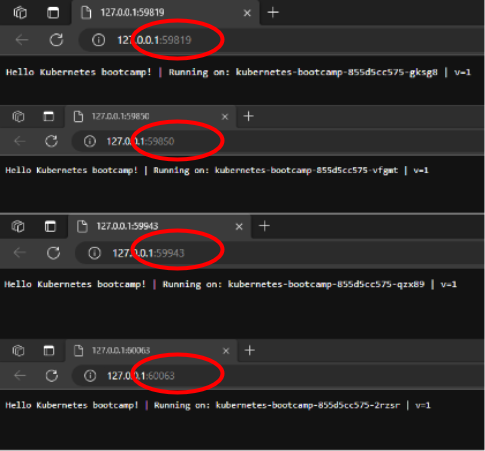 127.0.0.1:59819
127.0.0.1:59819
Hello Kubernetes bootcamp! | Running on: kubernetes-bootcamp-855d5cc575-gksg8 | v=1
127.0.0.1:59850
127.0.0.1:59850
Hello Kubernetes bootcamp! | Running on: kubernetes-bootcamp-855d5cc575-vfgmt | v=1
127.0.0.1:59943
127.0.0.1:59943
Hello Kubernetes bootcamp! | Running on: kubernetes-bootcamp-855d5cc575-qzx89 | v=1
127.0.0.1:60063
127.0.0.1:60063
Hello Kubernetes bootcamp! | Running on: kubernetes-bootcamp-855d5cc575-2rzsr | v=1